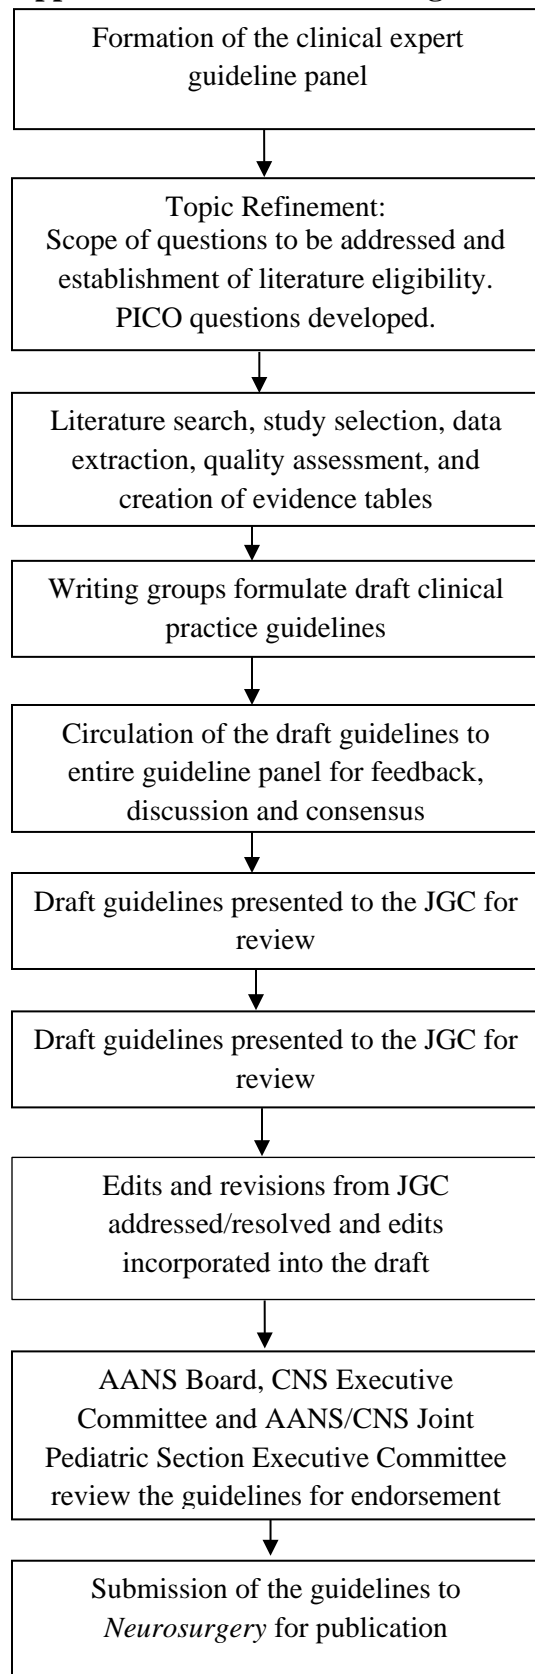 Formation of the clinical expert
guideline panel
Topic Refinement:
Scope of questions to be addressed and
establishment of literature eligibility.
PICO questions developed.
Literature search, study selection, data
extraction, quality assessment, and
creation of evidence tables
Writing groups formulate draft clinical
practice guidelines
Circulation of the draft guidelines to
entire guideline panel for feedback,
discussion and consensus
Draft guidelines presented to the JGC for
review
Draft guidelines presented to the JGC for
review
Edits and revisions from JGC
addressed/resolved and edits
incorporated into the draft
AANS Board, CNS Executive
Committee and AANS/CNS Joint
Pediatric Section Executive Committee
review the guidelines for endorsement
Submission of the guidelines to
Neurosurgery for publication